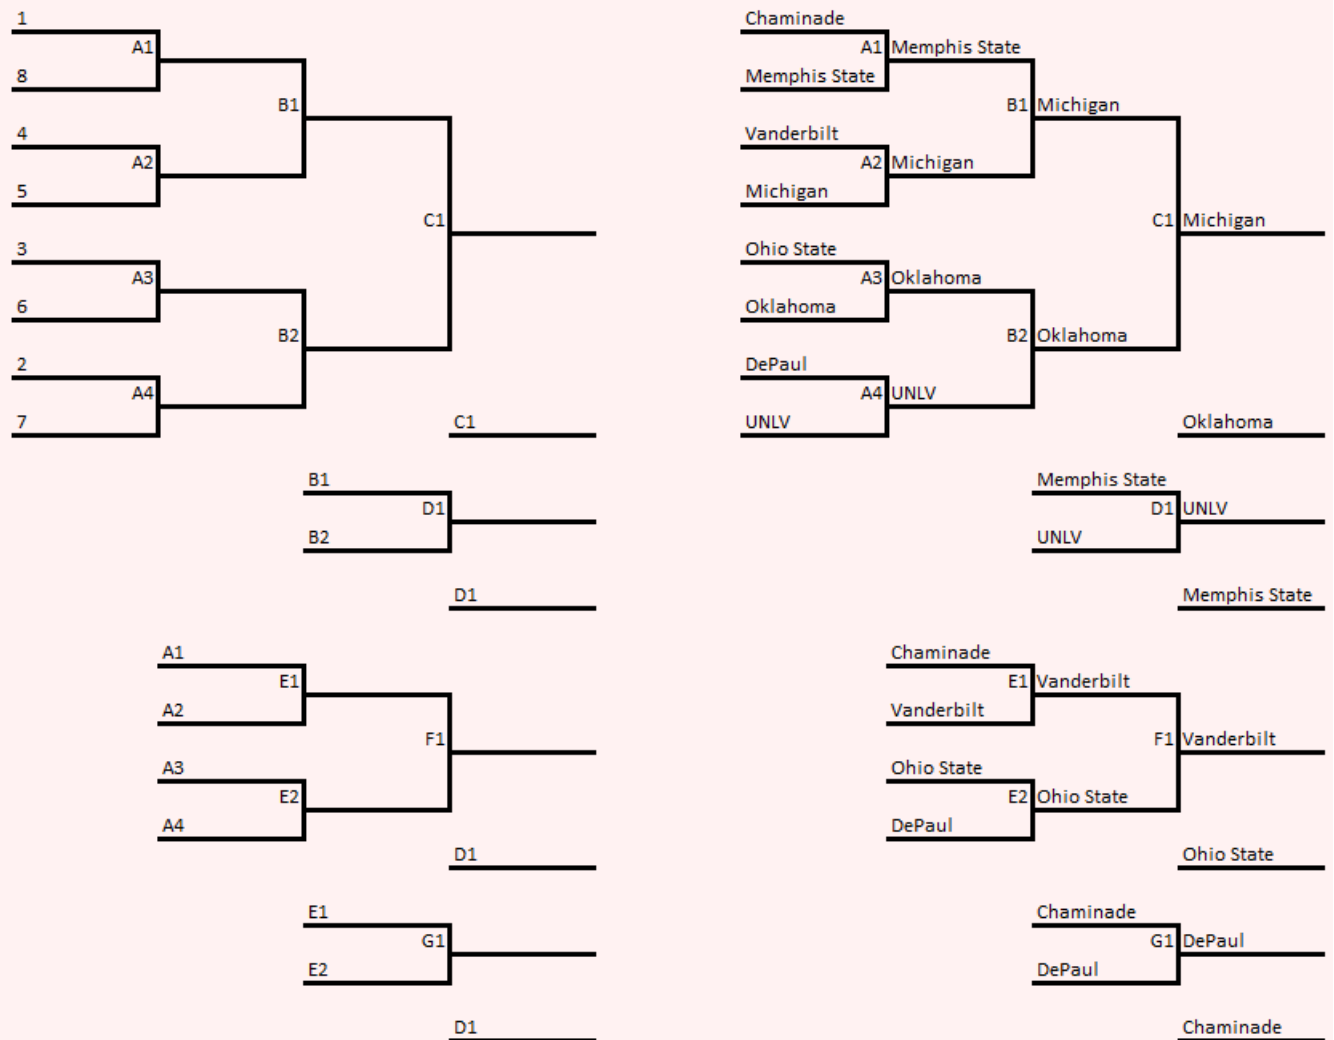 1
A1
8
B1
4
A2
5
C1
3
A3
6
B2
2
A4
7
C1
B1
D1
B2
D1
A1
E1
A2
F1
A3
E2
A4
D1
E1
G1
E2
D1
Chaminade
A1 Memphis State
Memphis State
B1 Michigan
Vanderbilt
A2 Michigan
Michigan
C1 Michigan
Ohio State
A3 Oklahoma
Oklahoma
B2 Oklahoma
DePaul
A4 UNLV
UNLV
Oklahoma
Memphis State
D1 UNLV
UNLV
Memphis State
Chaminade
E1 Vanderbilt
Vanderbilt
F1 Vanderbilt
Ohio State
E2 Ohio State
DePaul
Ohio State
Chaminade
G1 DePaul
DePaul
Chaminade